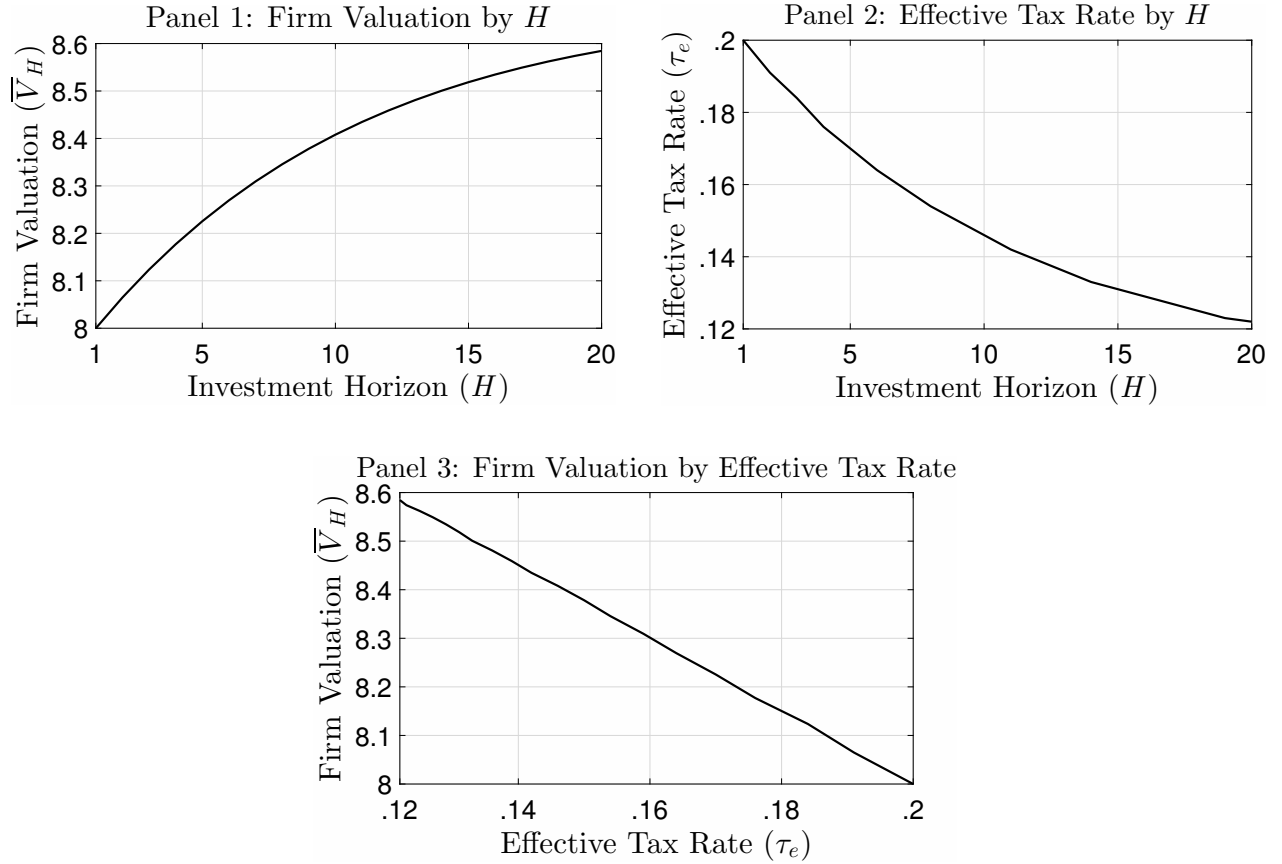 Panel 1: Firm Valuation by H
Firm Valuation (V̅_H)
8.6
8.5
8.4
8.3
8.2
8.1
8
1 5 10 15 20
Investment Horizon (H)
Panel 2: Effective Tax Rate by H
Effective Tax Rate (τ_e)
.2
.18
.16
.14
.12
1 5 10 15 20
Investment Horizon (H)
Panel 3: Firm Valuation by Effective Tax Rate
Firm Valuation (V̅_H)
8.6
8.5
8.4
8.3
8.2
8.1
8
.12 .14 .16 .18 .2
Effective Tax Rate (τ_e)